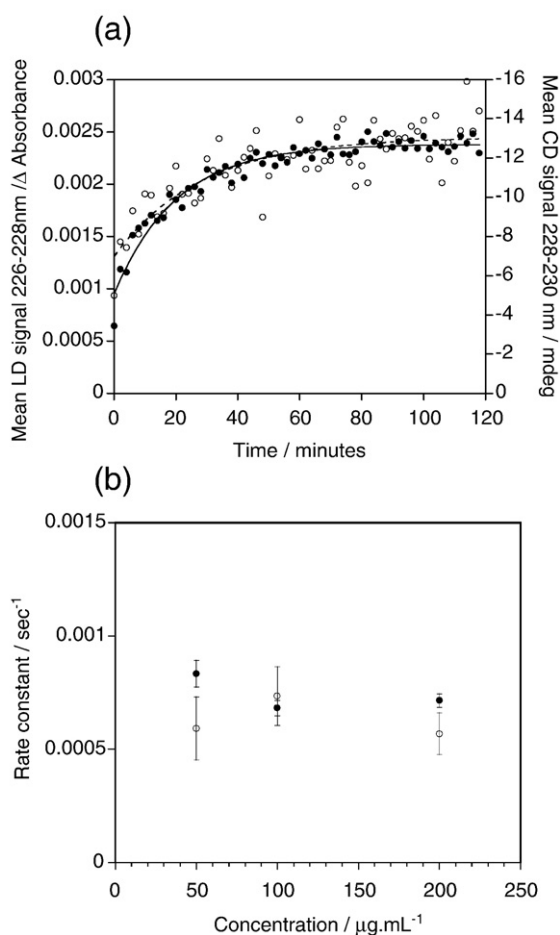 (a)
Mean LD signal 226-228nm /Δ Absorbance
0.003
0.0025
0.002
0.0015
0.001
0.0005
0
-16
-14
-12
-10
-8
-6
-4
-2
0
Mean CD signal 228-230 nm / mdeg
0 20 40 60 80 100 120
Time / minutes
(b)
Rate constant / sec⁻¹
0.0015
0.001
0.0005
0
0 50 100 150 200 250
Concentration / µg.mL⁻¹